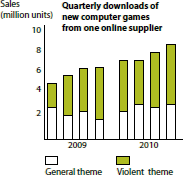 Sales
(million units)
Quarterly downloads of
new computer games
from one online supplier
10
8
6
4
2
2009
2010
General theme
Violent theme